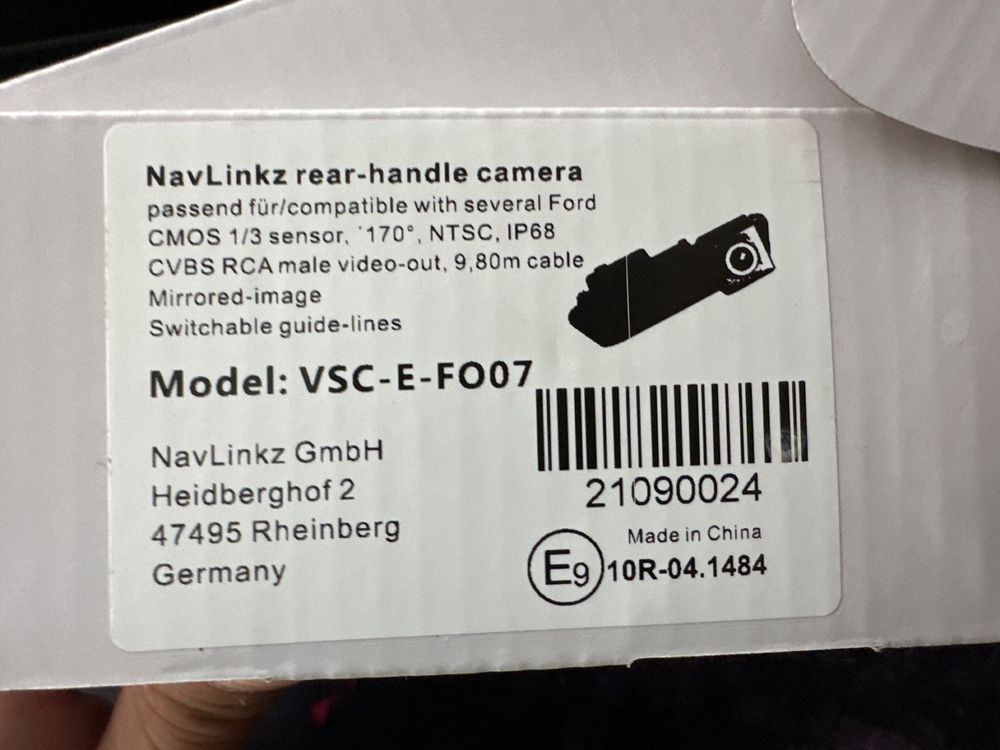 NavLinkz rear-handle camera
passend für/compatible with several Ford
CMOS 1/3 sensor, ˙170°, NTSC, IP68
CVBS RCA male video-out, 9,80m cable
Mirrored-image
Switchable guide-lines
Model: VSC-E-FO07
NavLinkz GmbH
Heidberghof 2
47495 Rheinberg
Germany
21090024
Made in China
E9 10R-04.1484